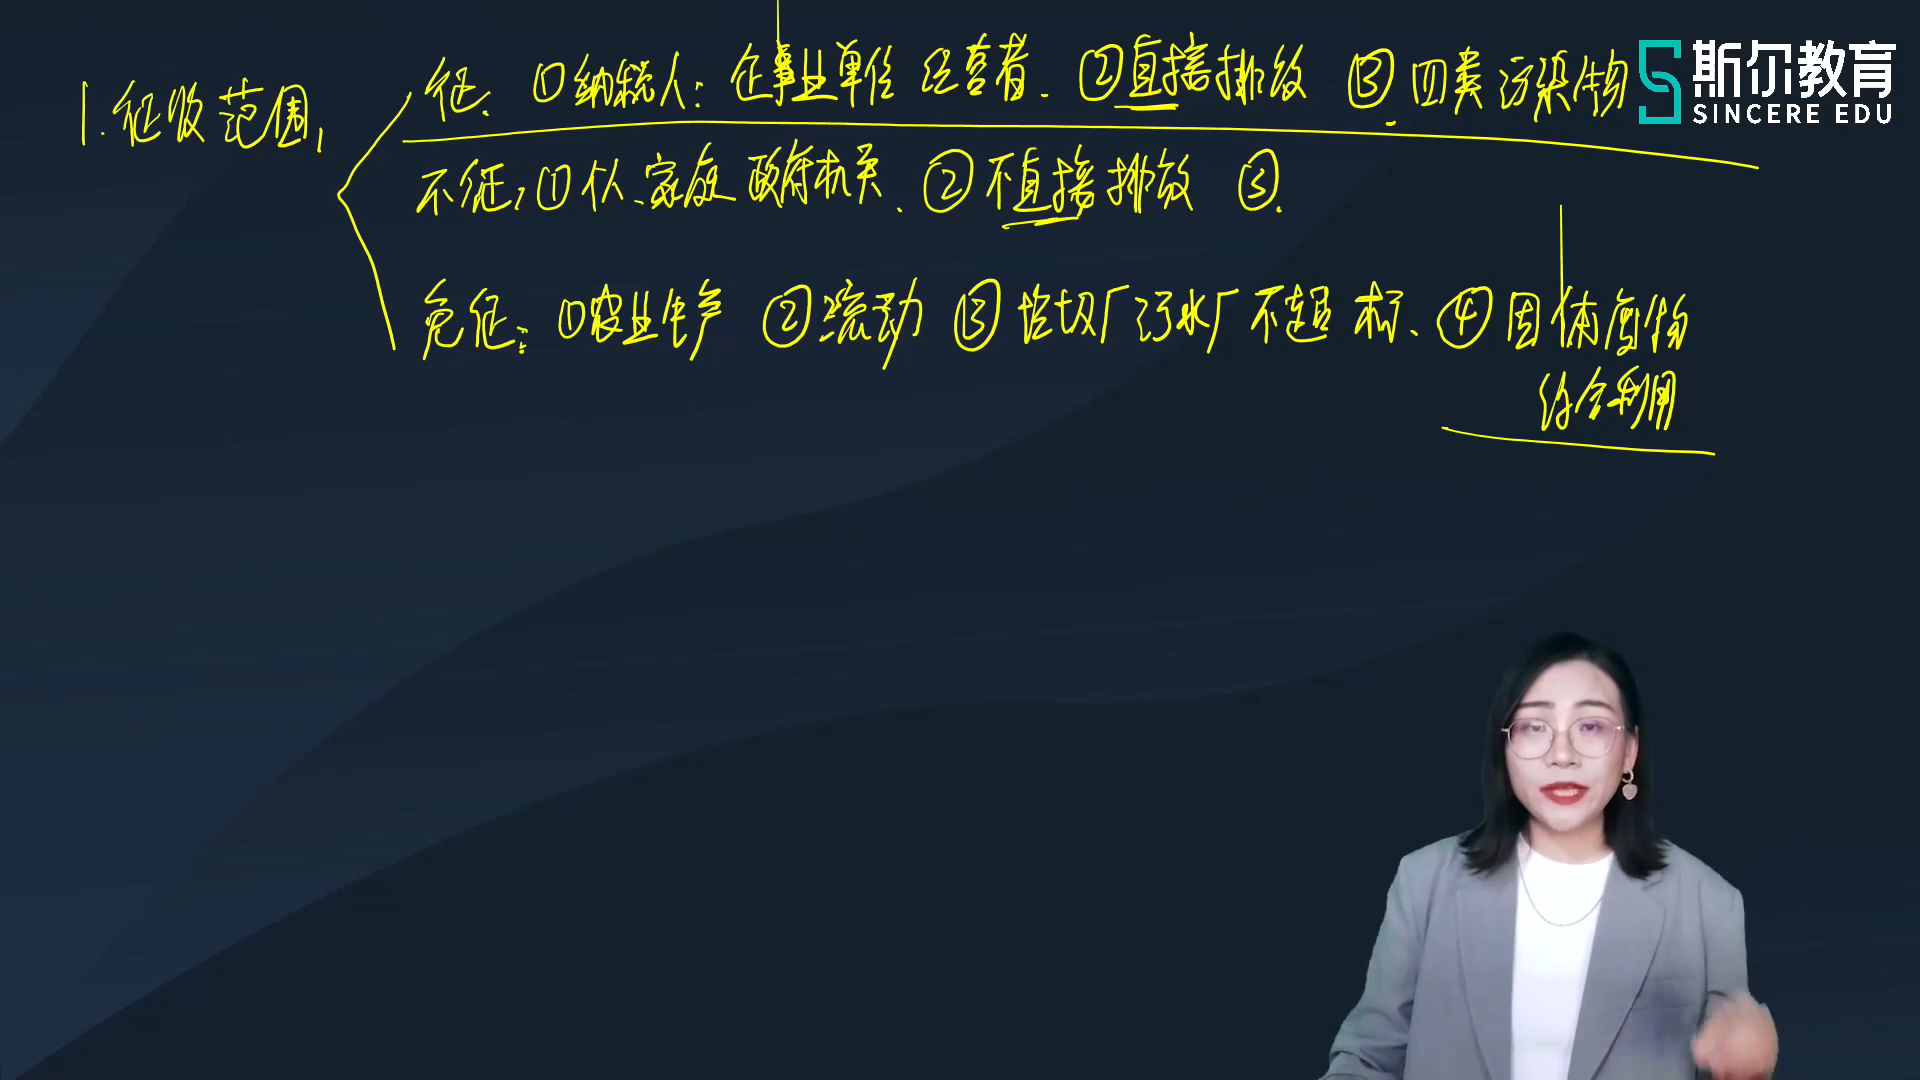 斯尔教育
SINCERE EDU
1.征收范围
征、①纳税人:企事业单位 经营者.②直接排放 ③四类污染物
不征,①个人、家庭 政府机关、②不直接排放 ③.
免征:①农业生产 ②流动 ③垃圾厂污水厂不超标、④固体废物
综合利用